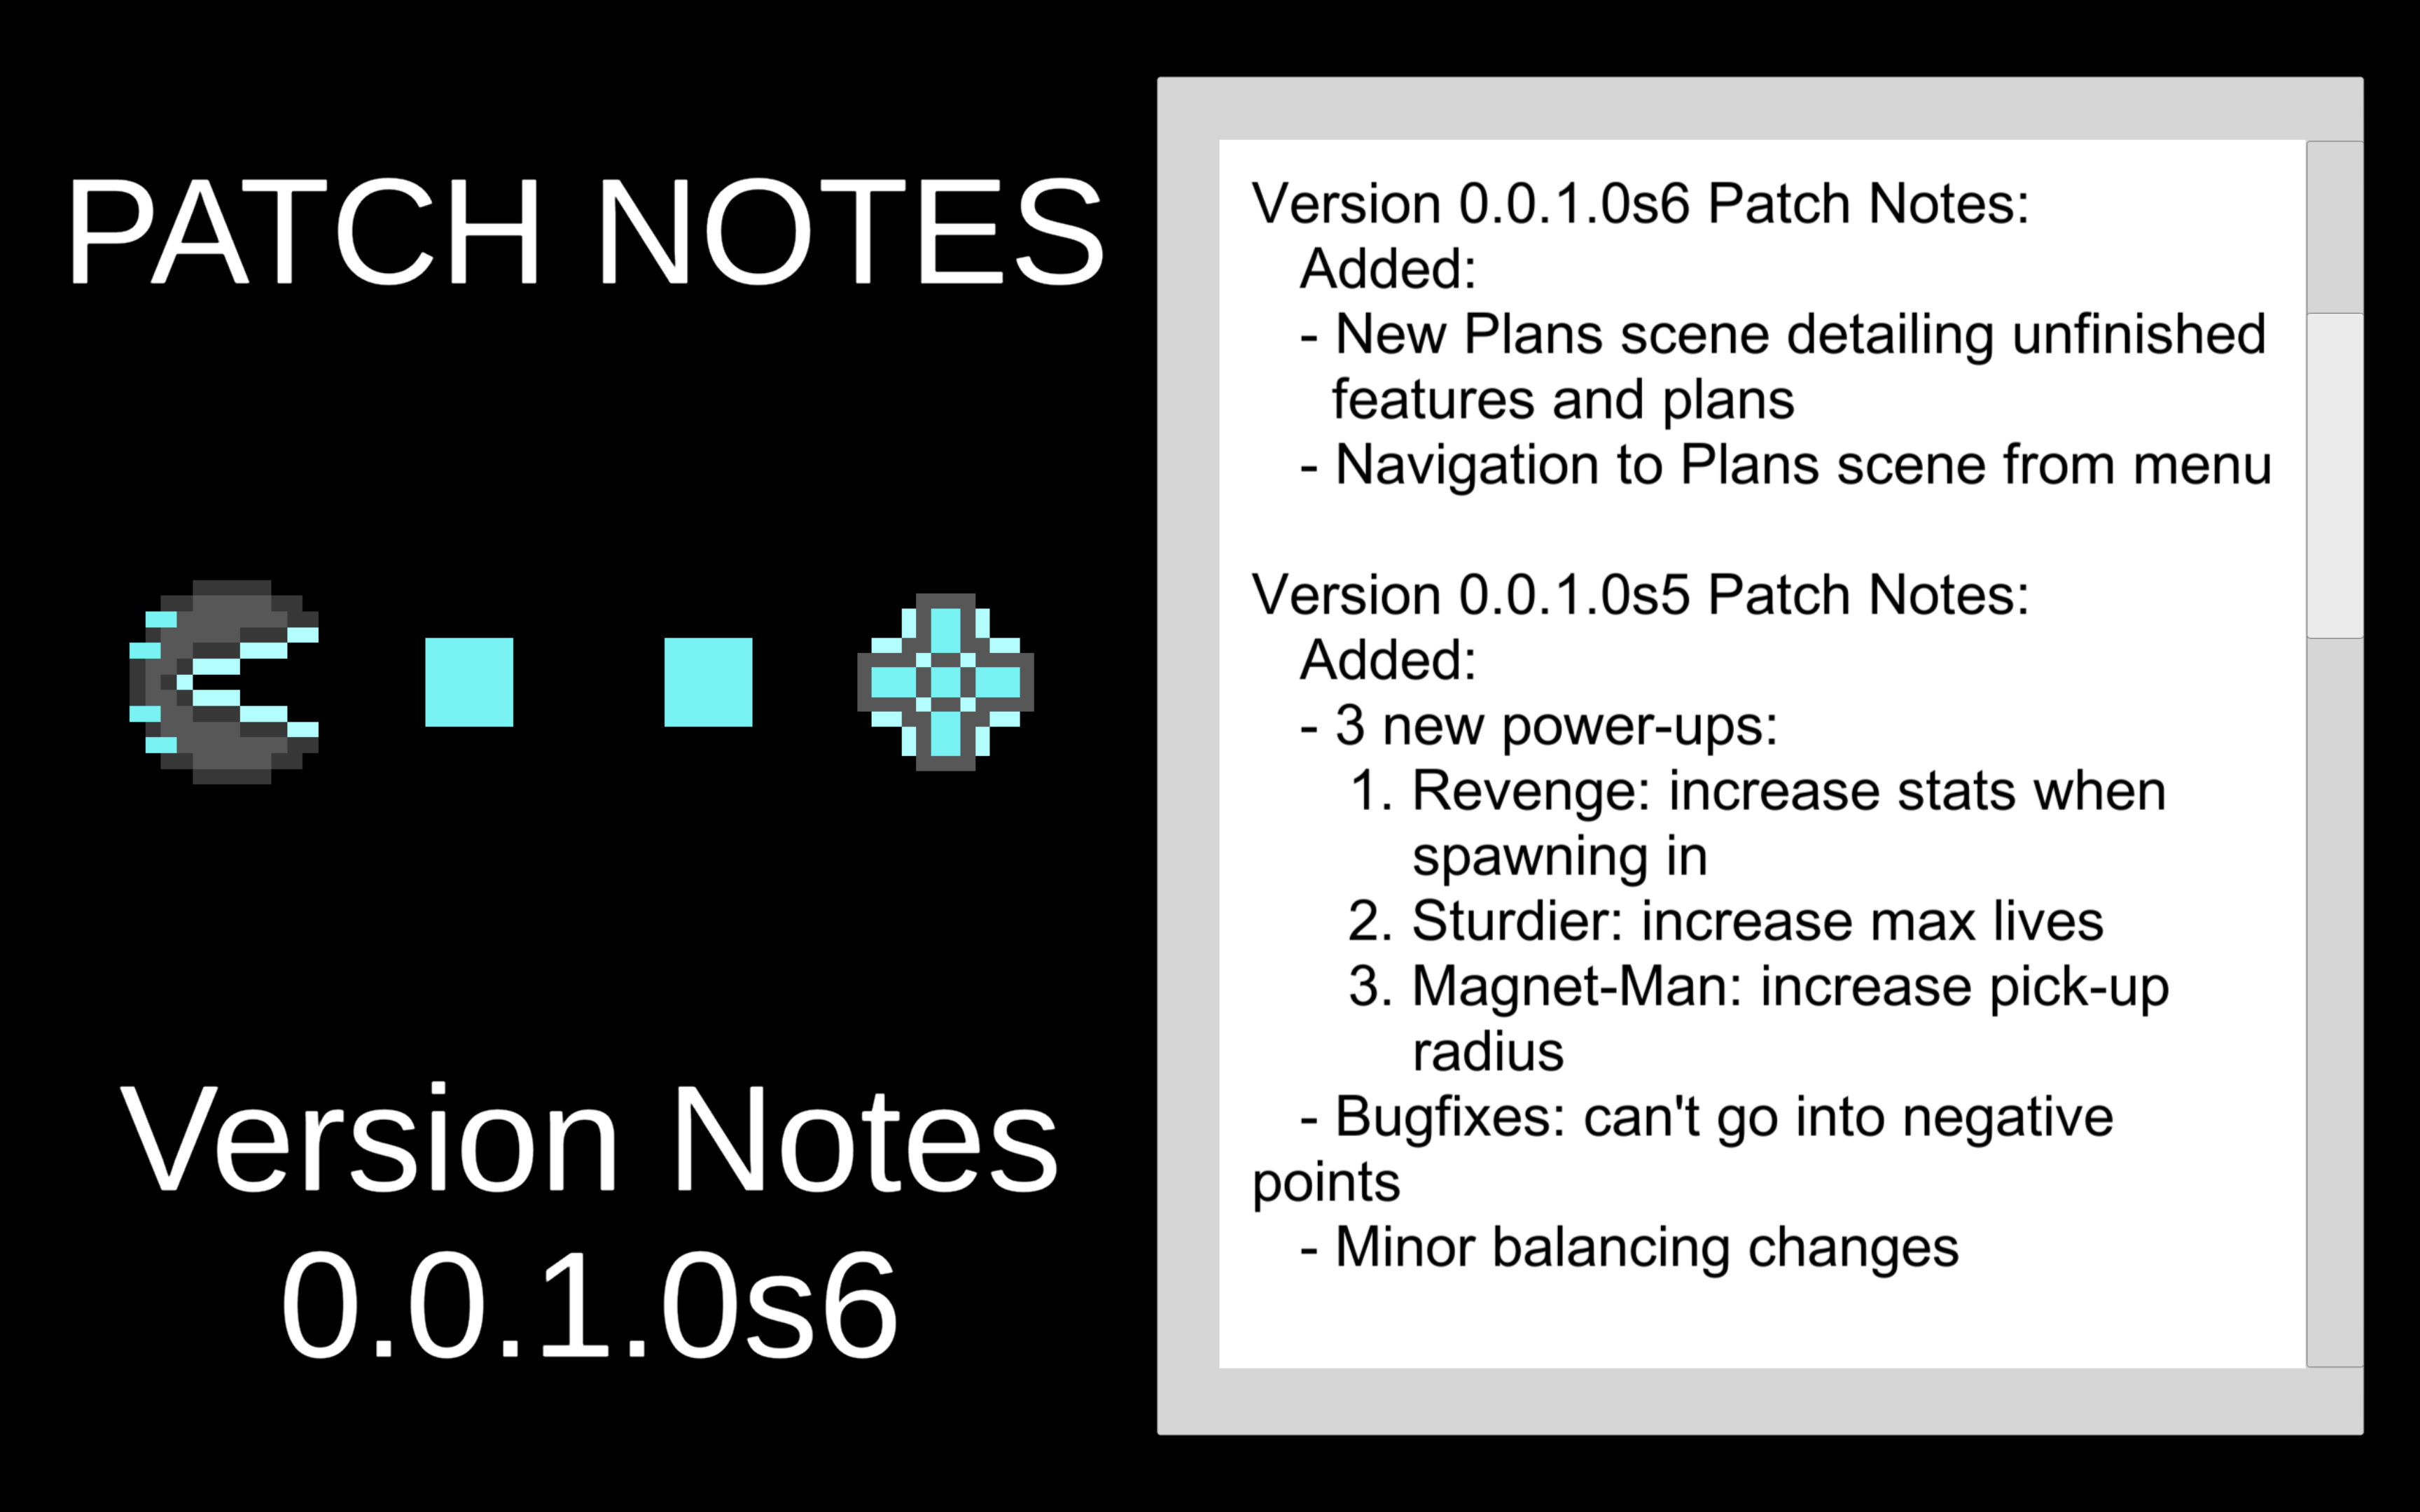 PATCH NOTES
Version Notes
0.0.1.0s6
Version 0.0.1.0s6 Patch Notes:
Added:
- New Plans scene detailing unfinished
features and plans
- Navigation to Plans scene from menu
Version 0.0.1.0s5 Patch Notes:
Added:
- 3 new power-ups:
1. Revenge: increase stats when
spawning in
2. Sturdier: increase max lives
3. Magnet-Man: increase pick-up
radius
- Bugfixes: can't go into negative
points
- Minor balancing changes